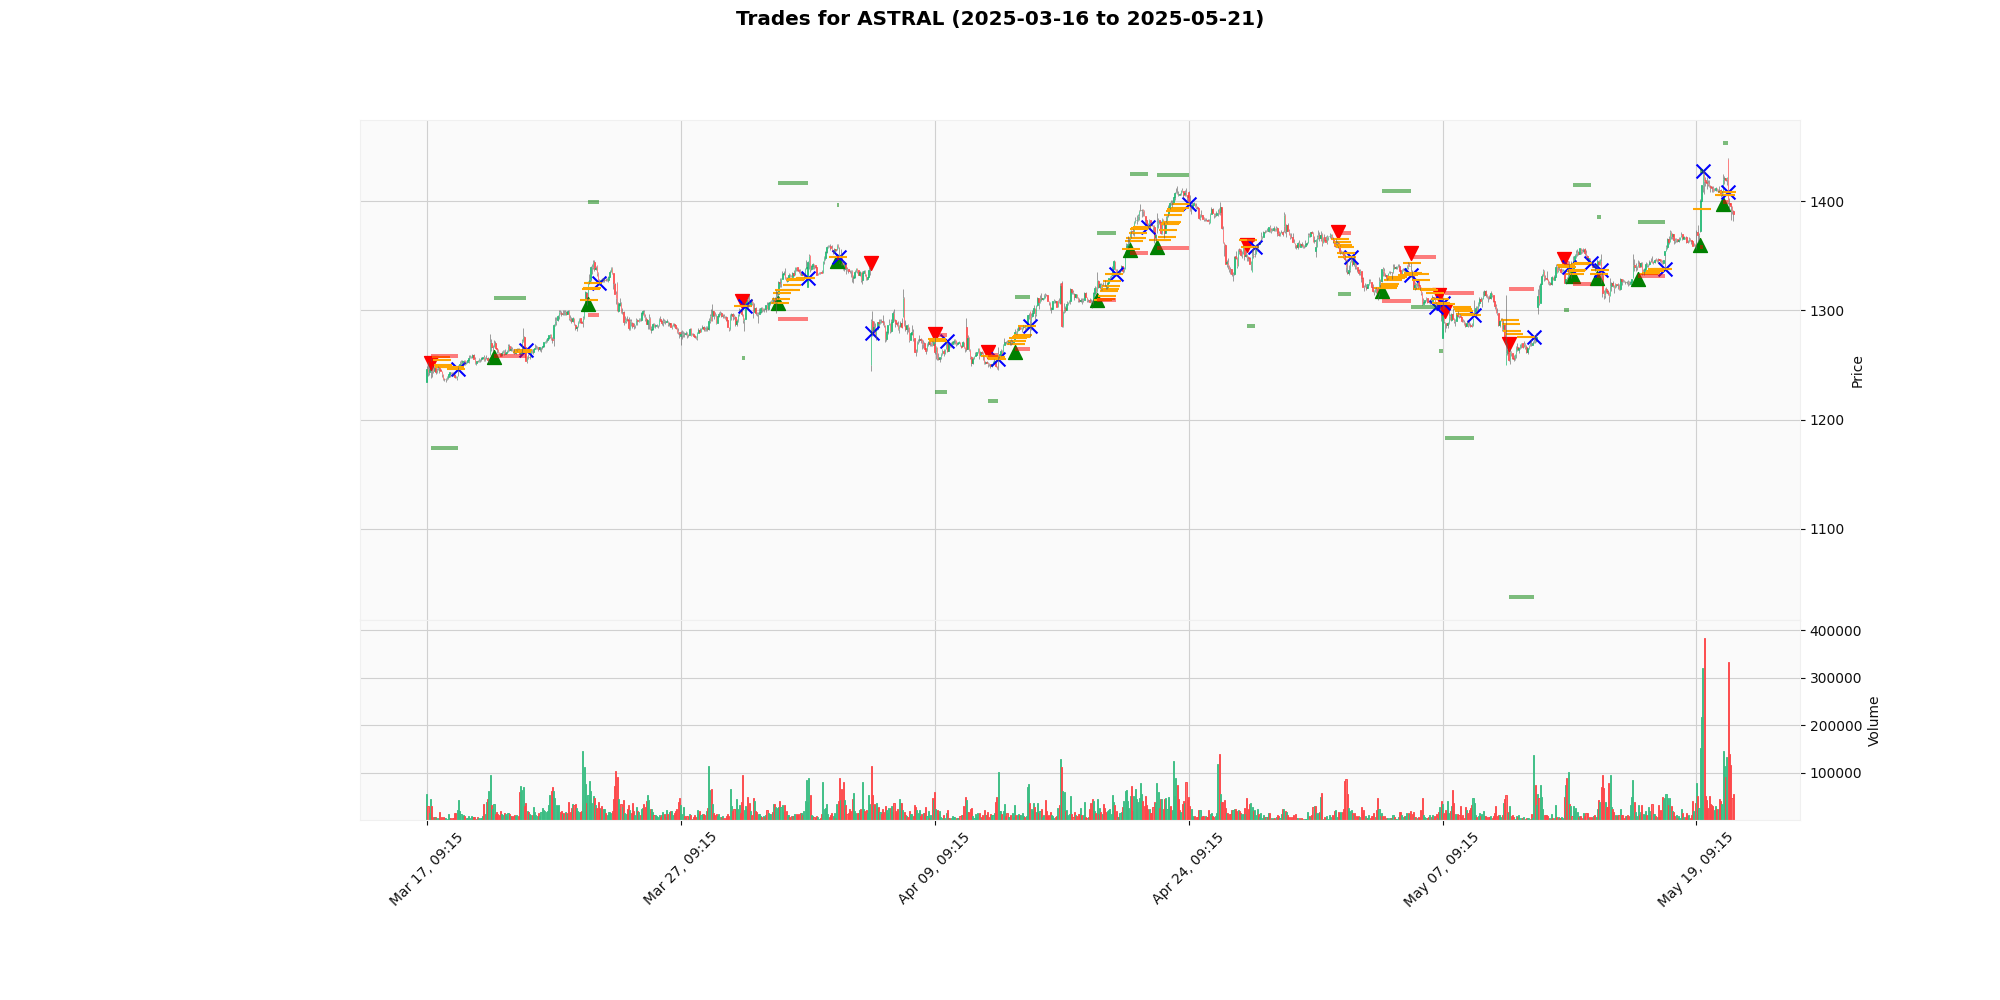 Trades for ASTRAL (2025-03-16 to 2025-05-21)
1400
1300
1200
1100
Price
400000
300000
200000
100000
Volume
Mar 17, 09:15
Mar 27, 09:15
Apr 09, 09:15
Apr 24, 09:15
May 07, 09:15
May 19, 09:15